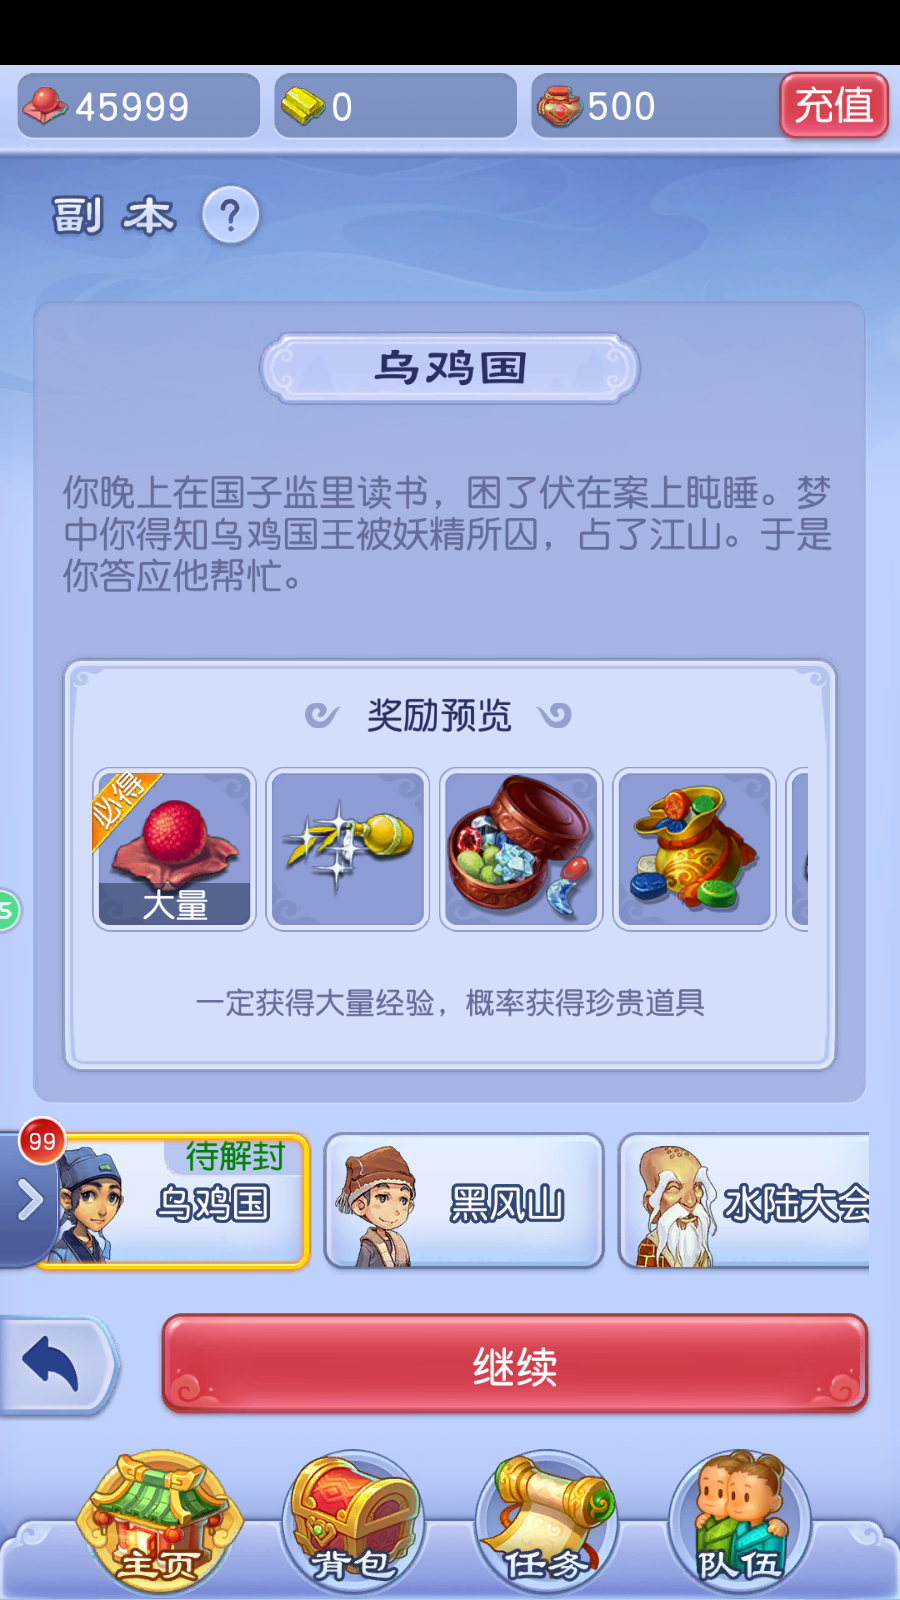 45999
0
500
充值
副本
?
乌鸡国
你晚上在国子监里读书，困了伏在案上盹睡。梦
中你得知乌鸡国王被妖精所囚，占了江山。于是
你答应他帮忙。
奖励预览
必得
大量
一定获得大量经验，概率获得珍贵道具
5
99
待解封
乌鸡国
黑风山
水陆大会
继续
主页
背包
任务
队伍